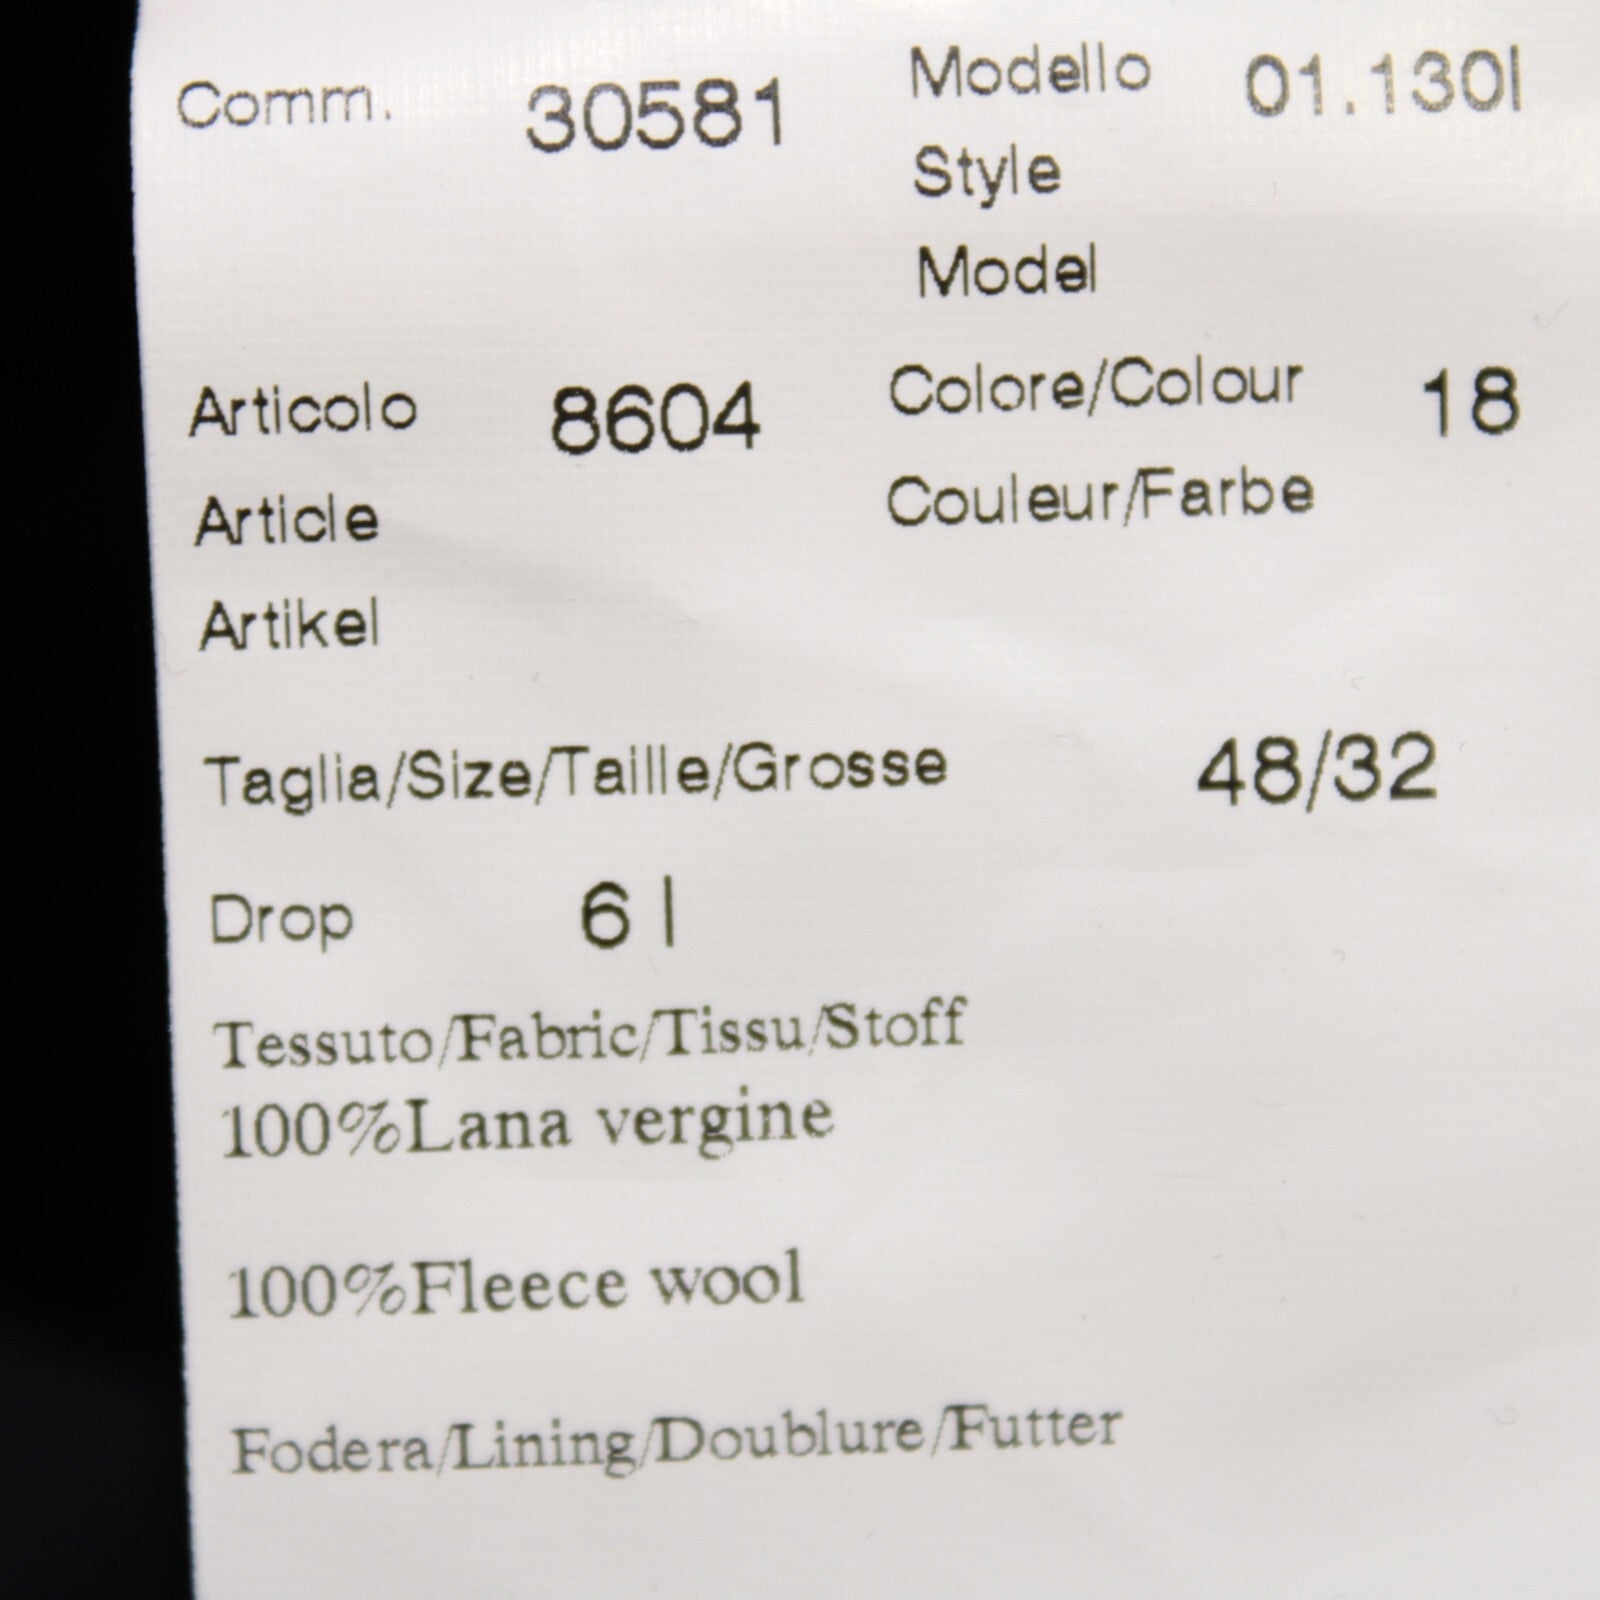 Comm. 30581 Modello 01.130I
Style
Model
Articolo 8604 Colore/Colour 18
Article Couleur/Farbe
Artikel
Taglia/Size/Taille/Grosse 48/32
Drop 6 I
Tessuto/Fabric/Tissu/Stoff
100%Lana vergine
100%Fleece wool
Fodera/Lining/Doublure/Futter